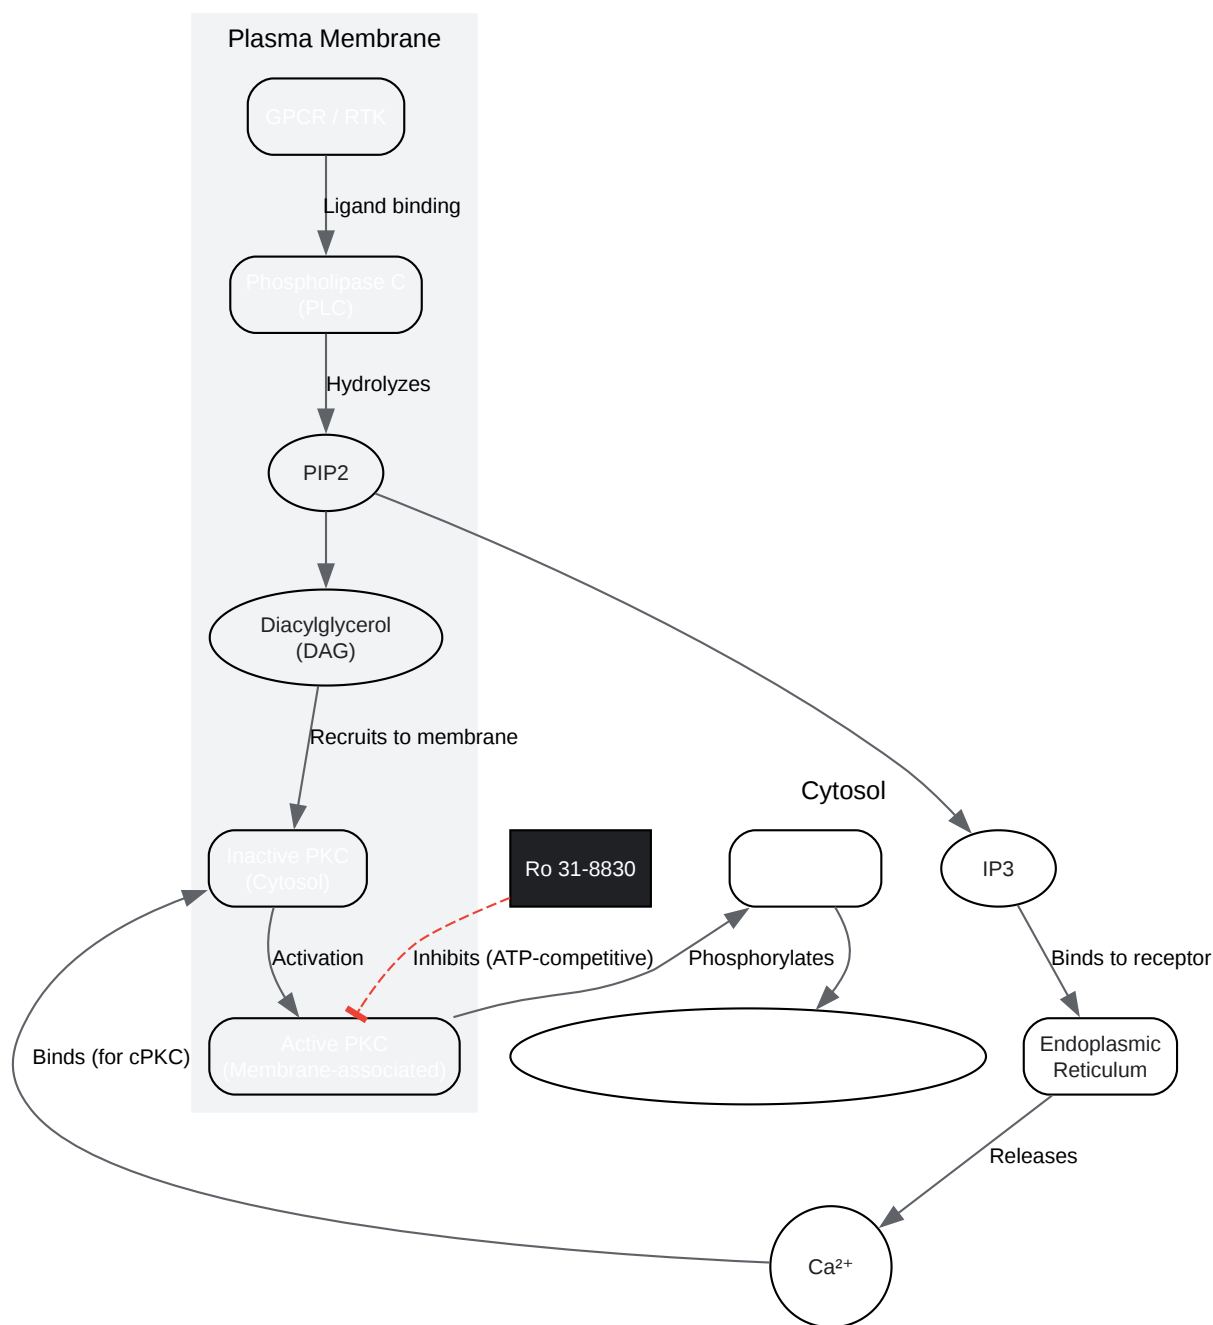 Plasma Membrane
GPCR / RTK
Ligand binding
Phospholipase C
(PLC)
Hydrolyzes
PIP2
Diacylglycerol
(DAG)
Recruits to membrane
Cytosol
Inactive PKC
(Cytosol)
Ro 31-8830
IP3
Activation
Inhibits (ATP-competitive)
Phosphorylates
Binds to receptor
Binds (for cPKC)
Active PKC
(Membrane-associated)
Endoplasmic
Reticulum
Releases
Ca²⁺